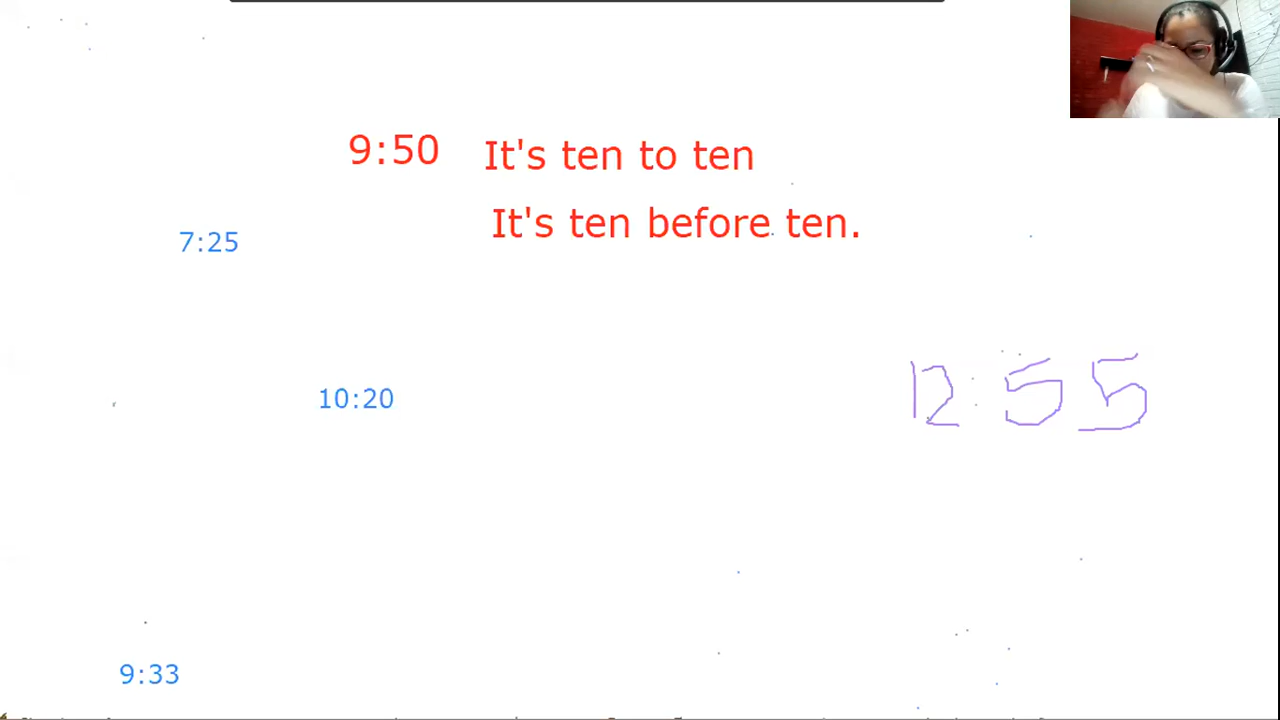 9:50 It's ten to ten
It's ten before ten.
7:25
10:20
12:55
9:33